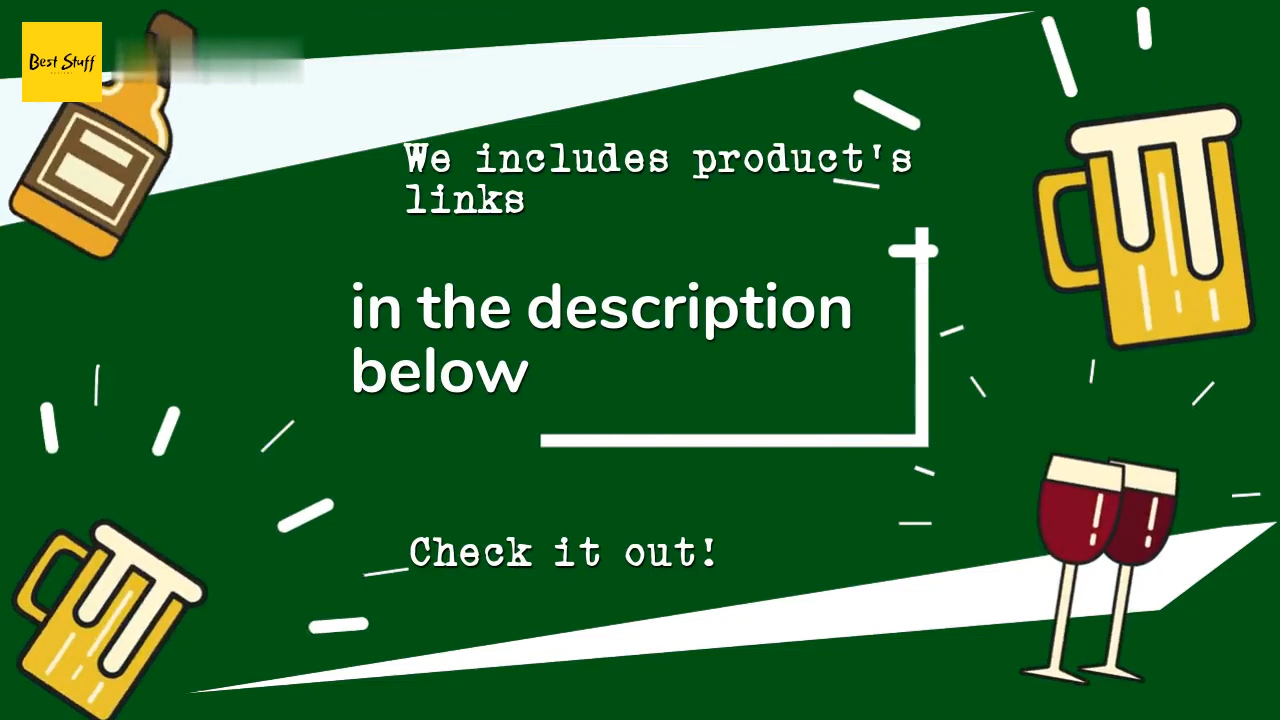 Best Stuff
We includes product's
links
in the description
below
Check it out!